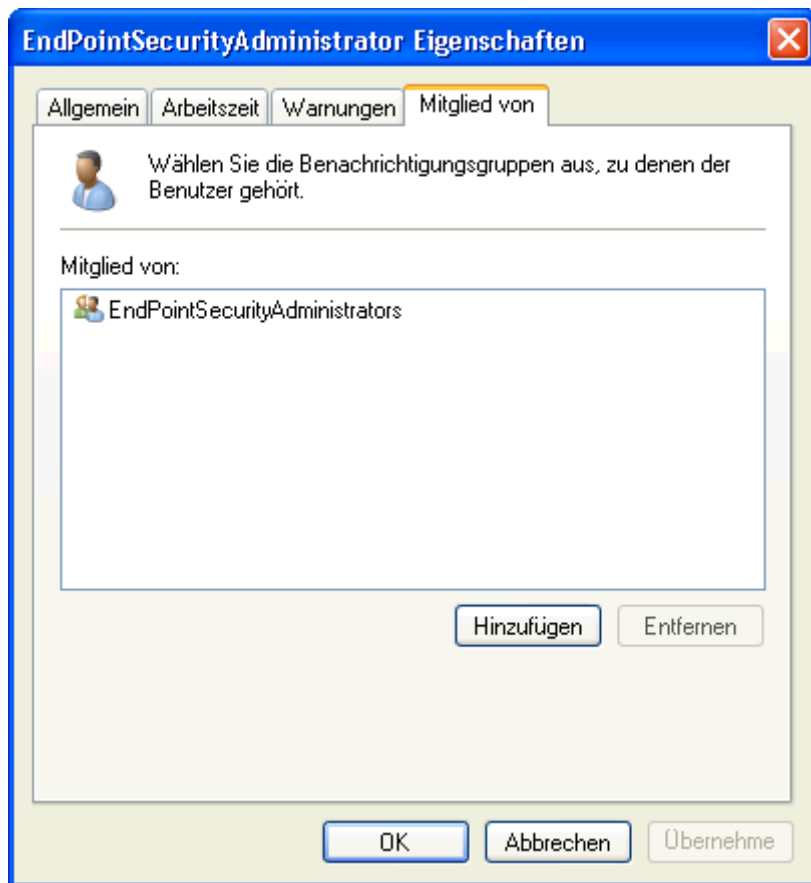 EndPointSecurityAdministrator Eigenschaften
Allgemein Arbeitszeit Warnungen Mitglied von
Wählen Sie die Benachrichtigungsgruppen aus, zu denen der
Benutzer gehört.
Mitglied von:
EndPointSecurityAdministrators
Hinzufügen Entfernen
OK Abbrechen Übernehme